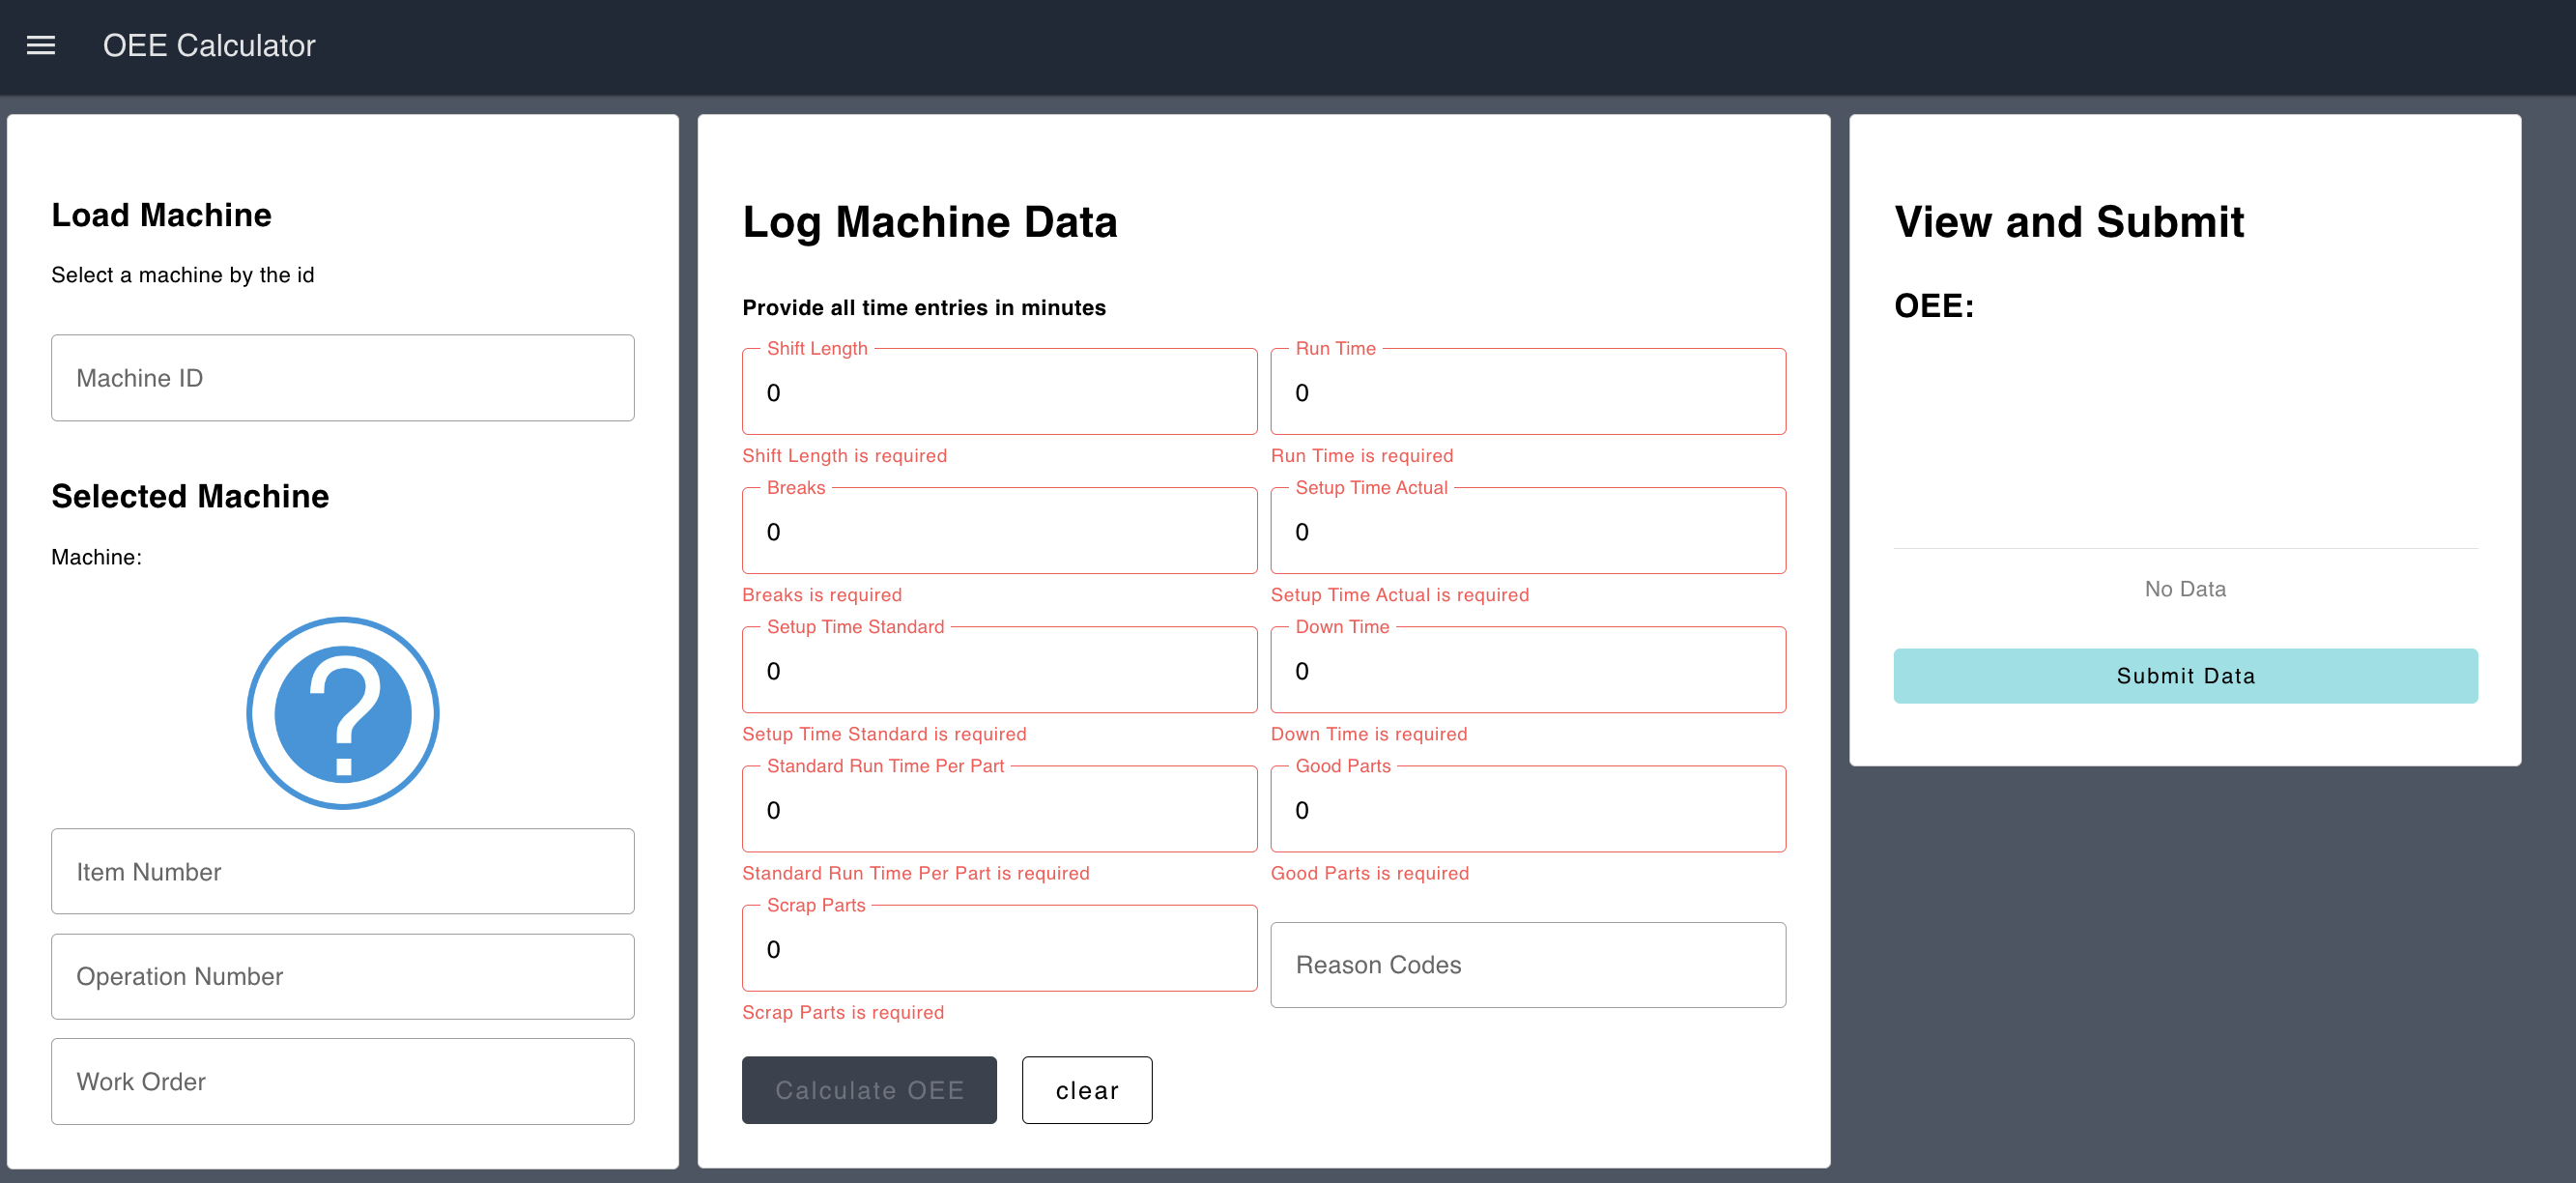 OEE Calculator
Load Machine
Select a machine by the id
Machine ID
Selected Machine
Machine:
?
Item Number
Operation Number
Work Order
Log Machine Data
Provide all time entries in minutes
Shift Length
0
Shift Length is required
Run Time
0
Run Time is required
Breaks
0
Breaks is required
Setup Time Actual
0
Setup Time Actual is required
Setup Time Standard
0
Setup Time Standard is required
Down Time
0
Down Time is required
Standard Run Time Per Part
0
Standard Run Time Per Part is required
Good Parts
0
Good Parts is required
Scrap Parts
0
Scrap Parts is required
Reason Codes
Calculate OEE
clear
View and Submit
OEE:
No Data
Submit Data